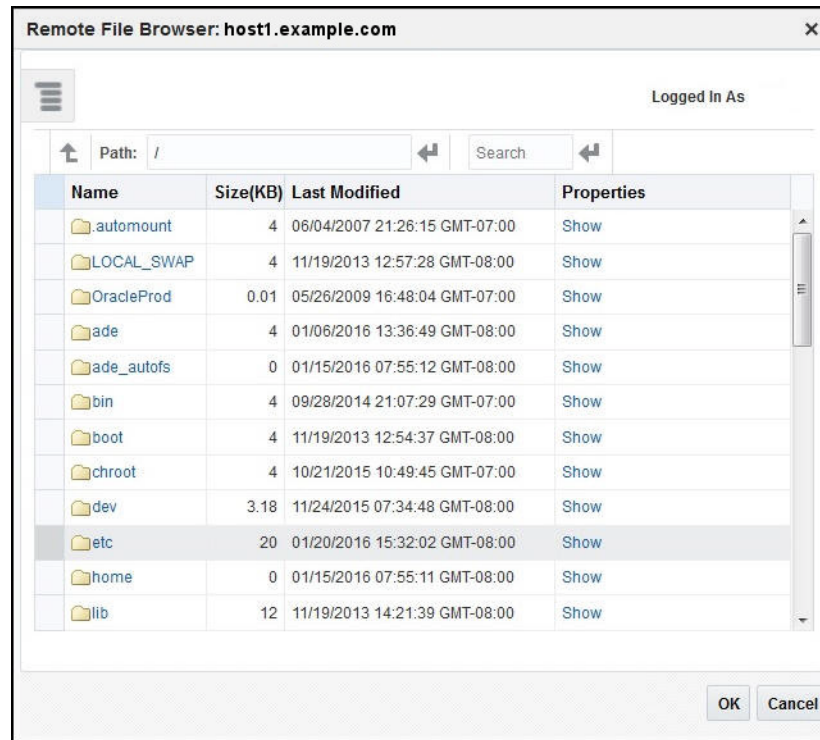 Remote File Browser: host1.example.com
Logged In As
Path: / Search
Name Size(KB) Last Modified Properties
.automount 4 06/04/2007 21:26:15 GMT-07:00 Show
LOCAL_SWAP 4 11/19/2013 12:57:28 GMT-08:00 Show
OracleProd 0.01 05/26/2009 16:48:04 GMT-07:00 Show
ade 4 01/06/2016 13:36:49 GMT-08:00 Show
ade_autofs 0 01/15/2016 07:55:12 GMT-08:00 Show
bin 4 09/28/2014 21:07:29 GMT-07:00 Show
boot 4 11/19/2013 12:54:37 GMT-08:00 Show
chroot 4 10/21/2015 10:49:45 GMT-07:00 Show
dev 3.18 11/24/2015 07:34:48 GMT-08:00 Show
etc 20 01/20/2016 15:32:02 GMT-08:00 Show
home 0 01/15/2016 07:55:11 GMT-08:00 Show
lib 12 11/19/2013 14:21:39 GMT-08:00 Show
OK Cancel